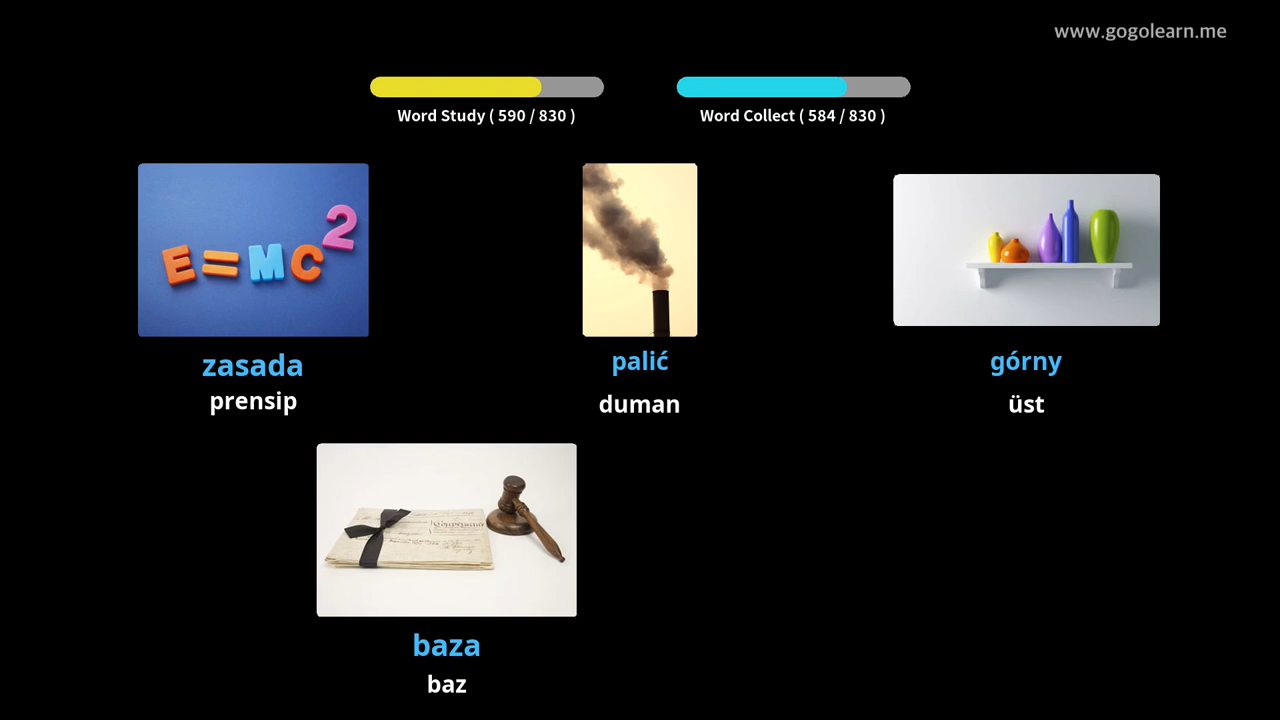 www.gogolearn.me
Word Study ( 590 / 830 )
Word Collect ( 584 / 830 )
E=MC2
zasada
prensip
palić
duman
górny
üst
baza
baz